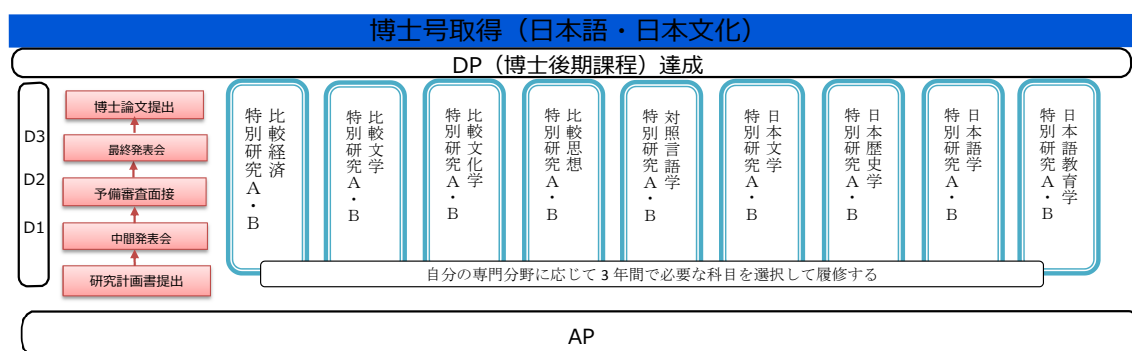 博士号取得（日本語・日本文化）
DP（博士後期課程）達成
D3
D2
D1
博士論文提出
最終発表会
予備審査面接
中間発表会
研究計画書提出
比較経済
特別研究A・B
比較文学
特別研究A・B
比較文化学
特別研究A・B
比較思想
特別研究A・B
対照言語学
特別研究A・B
日本文学
特別研究A・B
日本歴史学
特別研究A・B
日本語学
特別研究A・B
日本語教育学
特別研究A・B
自分の専門分野に応じて 3 年間で必要な科目を選択して履修する
AP